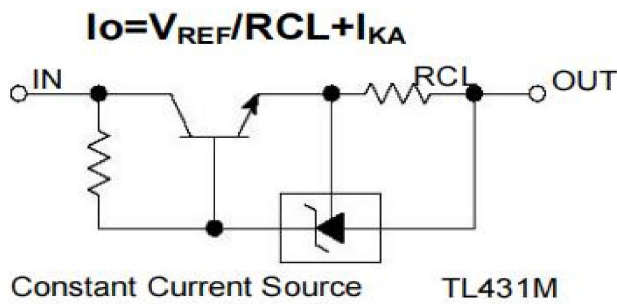 Io=VREF/RCL+IKA
IN
RCL
OUT
Constant Current Source
TL431M